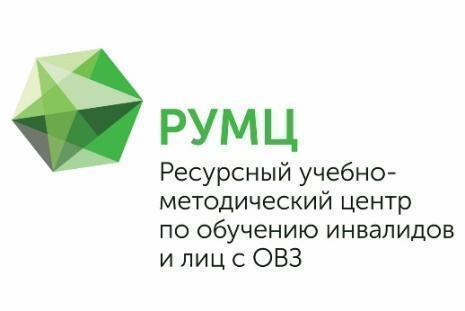 РУМЦ
Ресурсный учебно-
методический центр
по обучению инвалидов
и лиц с ОВЗ